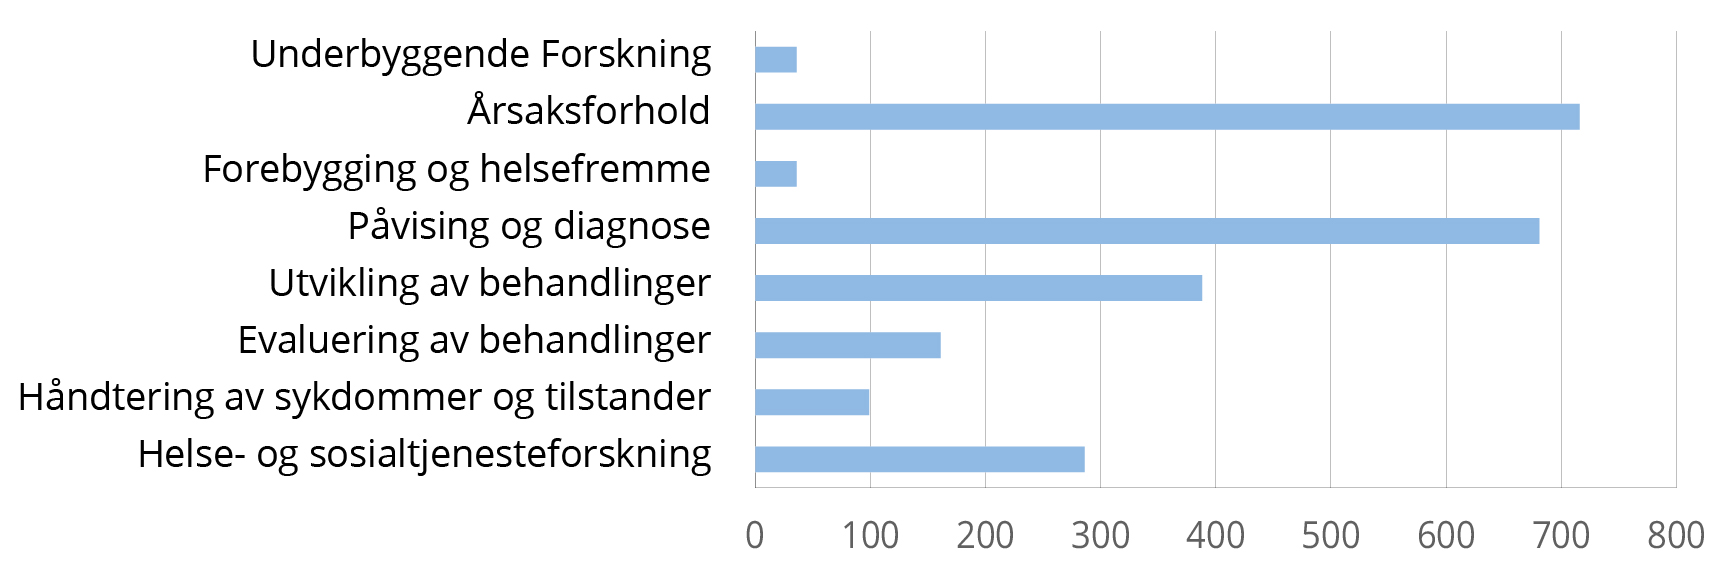 Underbyggende Forskning
Årsaksforhold
Forebygging og helsefremme
Påvising og diagnose
Utvikling av behandlinger
Evaluering av behandlinger
Håndtering av sykdommer og tilstander
Helse- og sosialtjenesteforskning
0 100 200 300 400 500 600 700 800